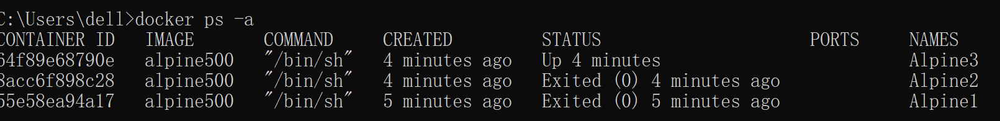 C:\Users\dell>docker ps -a
CONTAINER ID IMAGE COMMAND CREATED STATUS PORTS NAMES
64f89e68790e alpine500 "/bin/sh" 4 minutes ago Up 4 minutes Alpine3
8acc6f898c28 alpine500 "/bin/sh" 4 minutes ago Exited (0) 4 minutes ago Alpine2
55e58ea94a17 alpine500 "/bin/sh" 5 minutes ago Exited (0) 5 minutes ago Alpine1